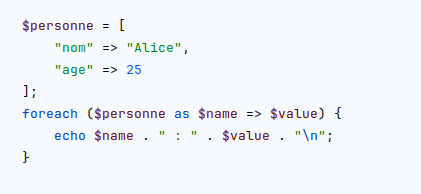 $personne = [
    "nom" => "Alice",
    "age" => 25
];
foreach ($personne as $name => $value) {
    echo $name . " : " . $value . "\n";
}